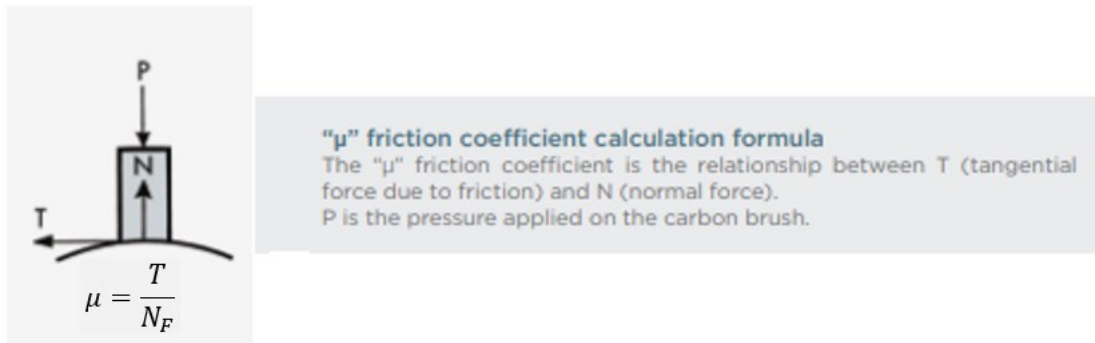 P
N
T
μ = T / N_F
"μ" friction coefficient calculation formula
The "μ" friction coefficient is the relationship between T (tangential
force due to friction) and N (normal force).
P is the pressure applied on the carbon brush.